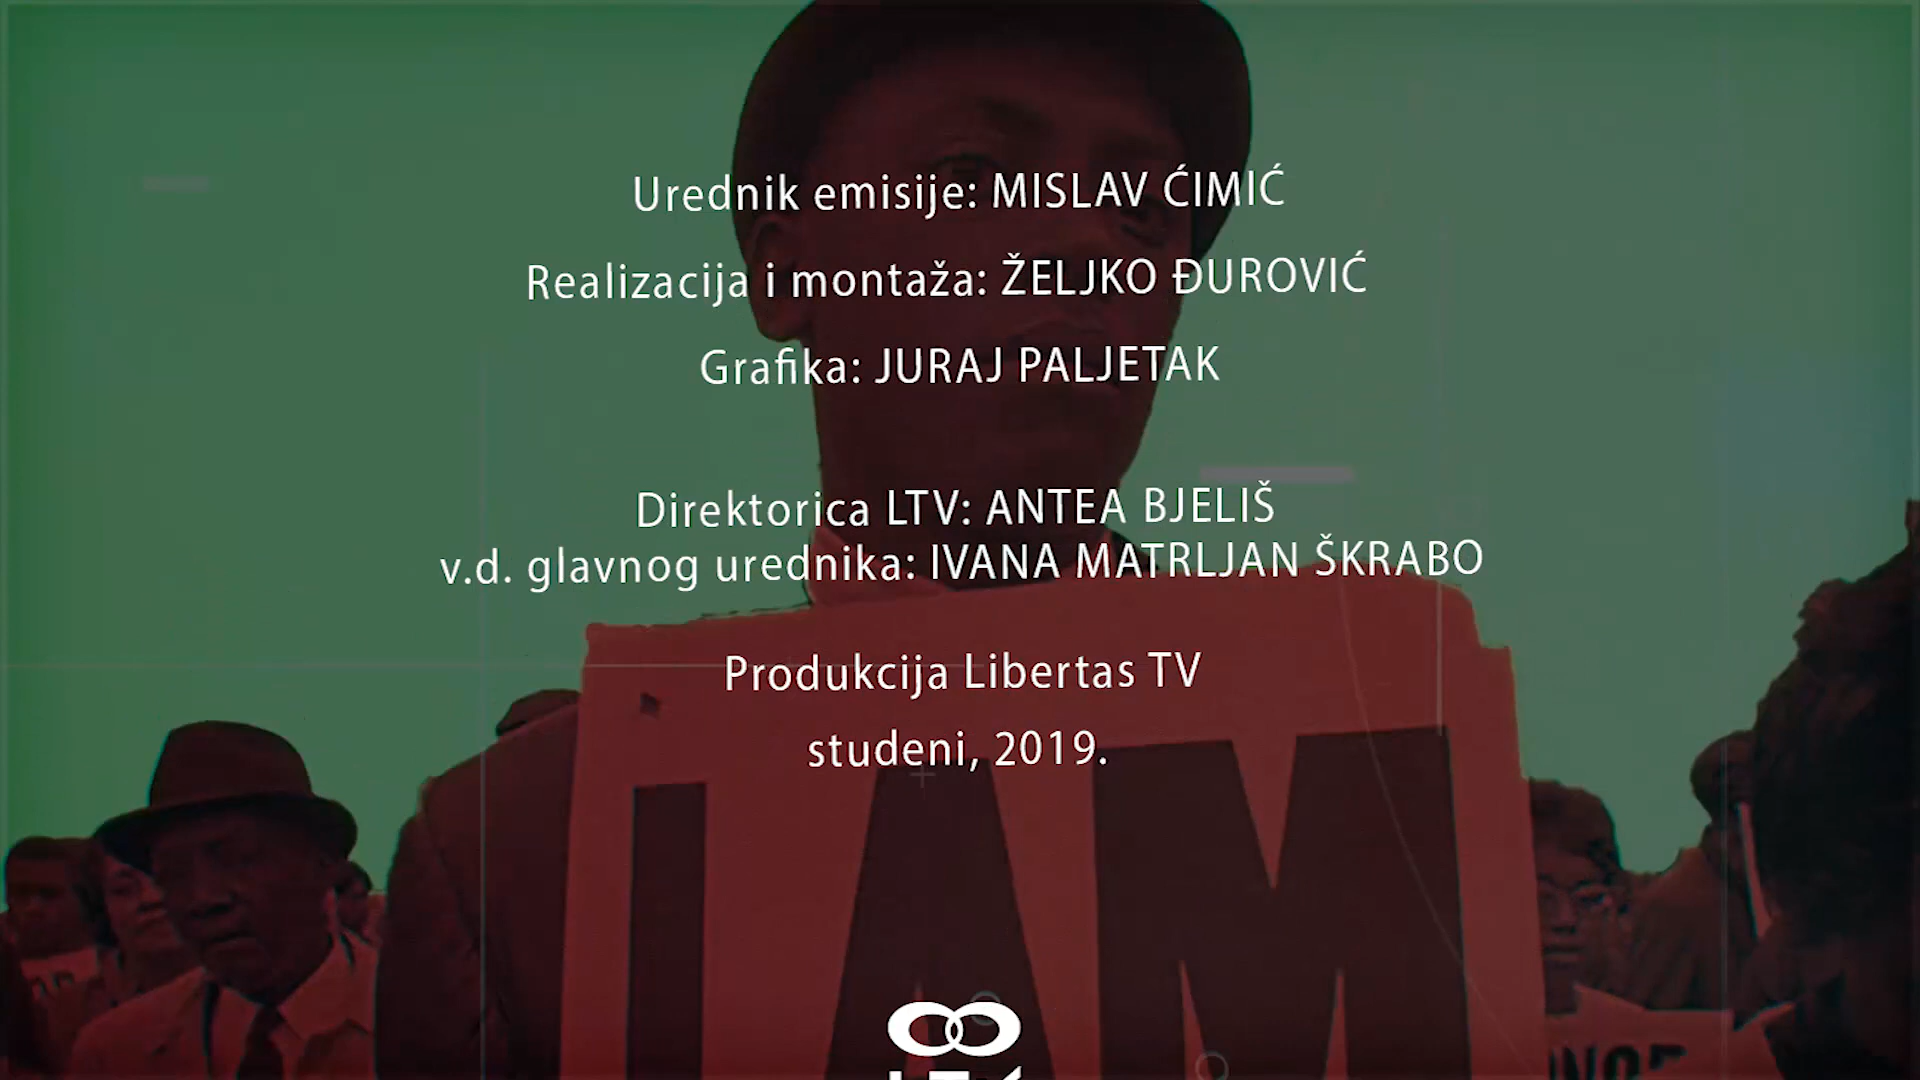 Urednik emisije: MISLAV ĆIMIĆ
Realizacija i montaža: ŽELJKO ĐUROVIĆ
Grafika: JURAJ PALJETAK
Direktorica LTV: ANTEA BJELIŠ
v.d. glavnog urednika: IVANA MATRLJAN ŠKRABO
Produkcija Libertas TV
studeni, 2019.
I AM